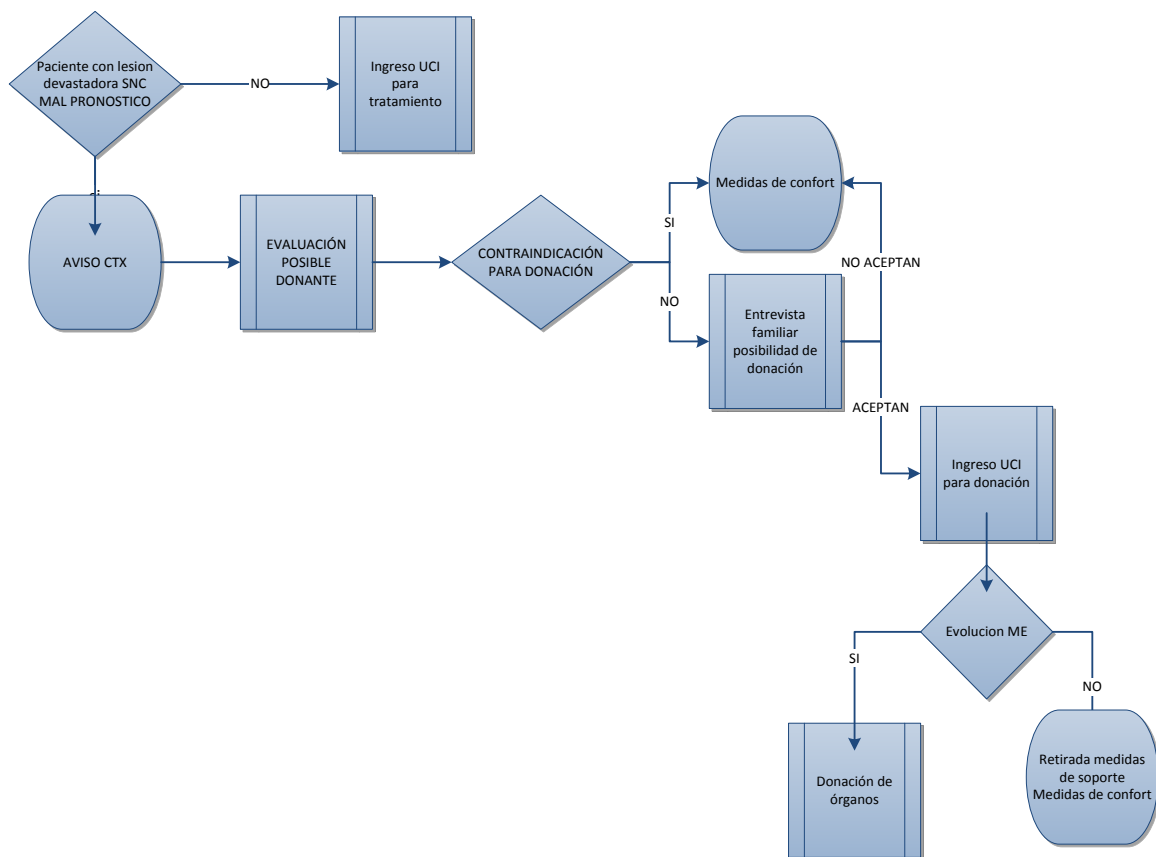 Paciente con lesion
devastadora SNC
MAL PRONOSTICO
NO
Ingreso UCI
para
tratamiento
AVISO CTX
EVALUACIÓN
POSIBLE
DONANTE
CONTRAINDICACIÓN
PARA DONACIÓN
SI
Medidas de confort
NO
Entrevista
familiar
posibilidad de
donación
NO ACEPTAN
ACEPTAN
Ingreso UCI
para donación
Evolucion ME
SI
NO
Donación de
órganos
Retirada medidas
de soporte
Medidas de confort